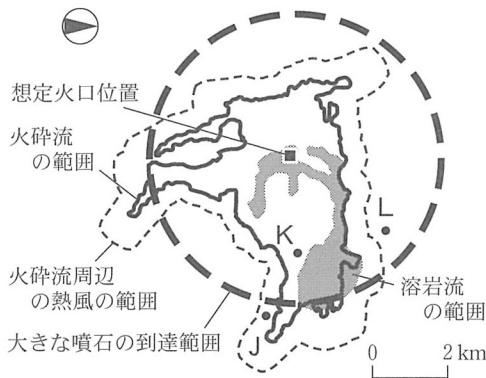 想定火口位置
火砕流
の範囲
火砕流周辺
の熱風の範囲
大きな噴石の到達範囲
K
L
J
溶岩流
の範囲
0 2 km